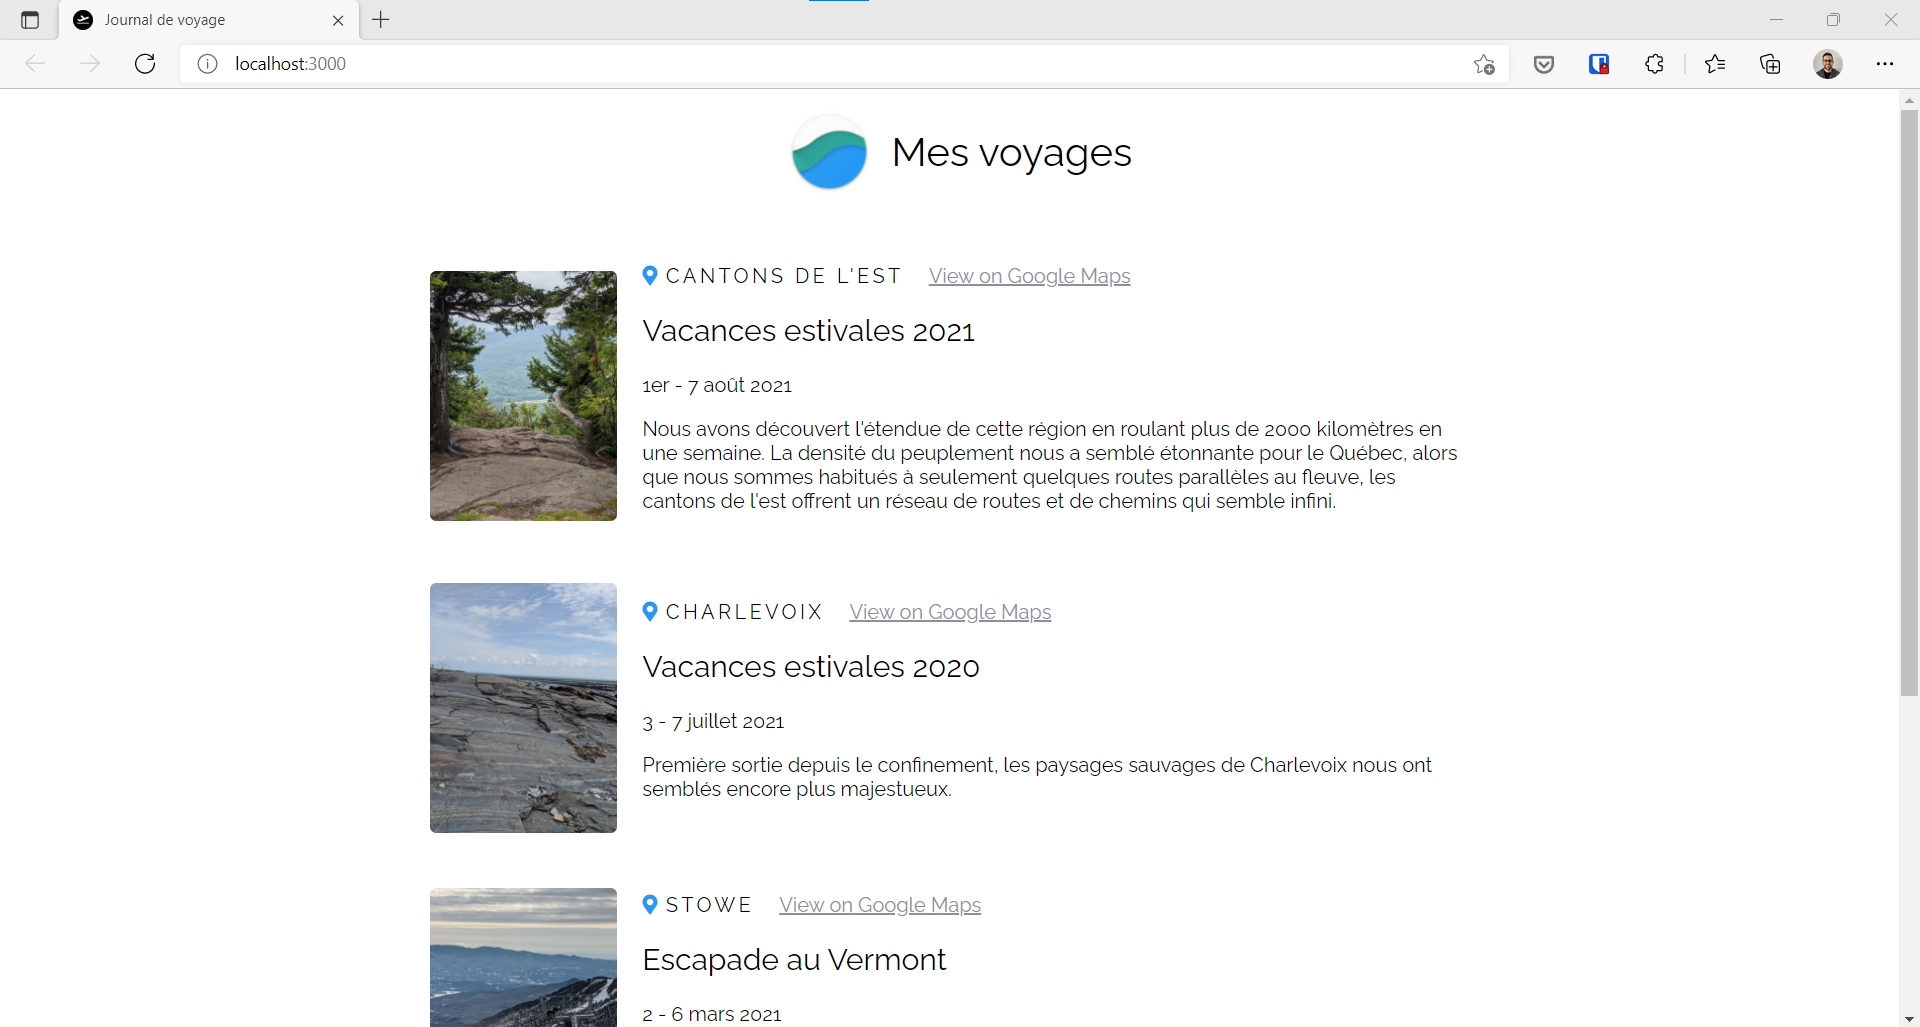 Journal de voyage
localhost:3000
Mes voyages
CANTONS DE L'EST View on Google Maps
Vacances estivales 2021
1er - 7 août 2021
Nous avons découvert l'étendue de cette région en roulant plus de 2000 kilomètres en
une semaine. La densité du peuplement nous a semblé étonnante pour le Québec, alors
que nous sommes habitués à seulement quelques routes parallèles au fleuve, les
cantons de l'est offrent un réseau de routes et de chemins qui semble infini.
CHARLEVOIX View on Google Maps
Vacances estivales 2020
3 - 7 juillet 2021
Première sortie depuis le confinement, les paysages sauvages de Charlevoix nous ont
semblés encore plus majestueux.
STOWE View on Google Maps
Escapade au Vermont
2 - 6 mars 2021